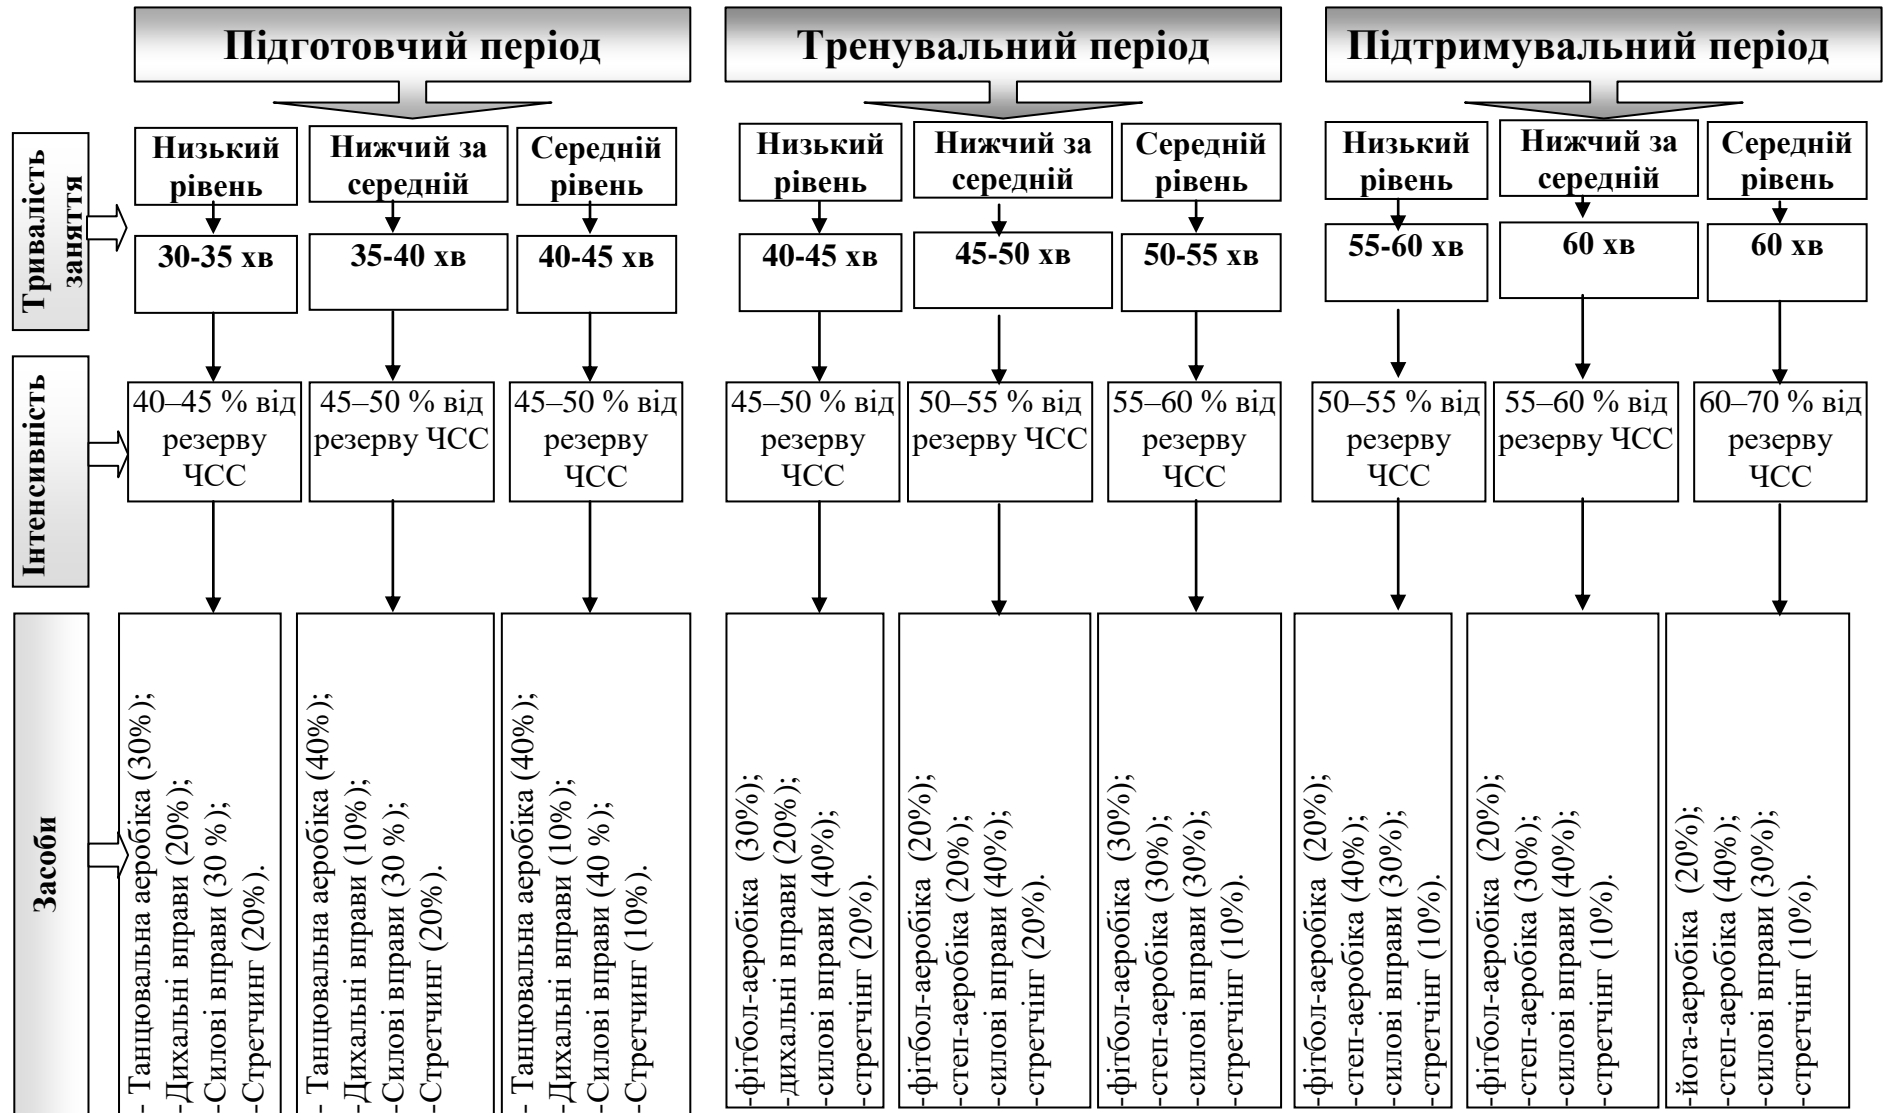 Підготовчий період
Тренувальний період
Підтримувальний період
Тривалість
заняття
Низький
рівень
Нижчий за
середній
Середній
рівень
Низький
рівень
Нижчий за
середній
Середній
рівень
Низький
рівень
Нижчий за
середній
Середній
рівень
30-35 хв
35-40 хв
40-45 хв
40-45 хв
45-50 хв
50-55 хв
55-60 хв
60 хв
60 хв
Інтенсивність
40–45 % від
резерву
ЧСС
45–50 % від
резерву ЧСС
45–50 % від
резерву
ЧСС
45–50 % від
резерву
ЧСС
50–55 % від
резерву ЧСС
55–60 % від
резерву
ЧСС
50–55 % від
резерву
ЧСС
55–60 % від
резерву ЧСС
60–70 % від
резерву
ЧСС
Засоби
- Танцювальна аеробіка (30%);
-Дихальні вправи (20%);
-Силові вправи (30 %);
-Стретчинг (20%).
- Танцювальна аеробіка (40%);
-Дихальні вправи (10%);
-Силові вправи (30 %);
-Стретчинг (20%).
- Танцювальна аеробіка (40%);
-Дихальні вправи (10%);
-Силові вправи (40 %);
-Стретчинг (10%).
-фітбол-аеробіка (30%);
-дихальні вправи (20%);
-силові вправи (40%);
-стретчінг (20%).
-фітбол-аеробіка (20%);
-степ-аеробіка (20%);
-силові вправи (40%);
-стретчінг (20%).
-фітбол-аеробіка (30%);
-степ-аеробіка (30%);
-силові вправи (30%);
-стретчінг (10%).
-фітбол-аеробіка (20%);
-степ-аеробіка (40%);
-силові вправи (30%);
-стретчінг (10%).
-фітбол-аеробіка (20%);
-степ-аеробіка (30%);
-силові вправи (40%);
-стретчінг (10%).
-йога-аеробіка (20%);
-степ-аеробіка (40%);
-силові вправи (30%);
-стретчінг (10%).